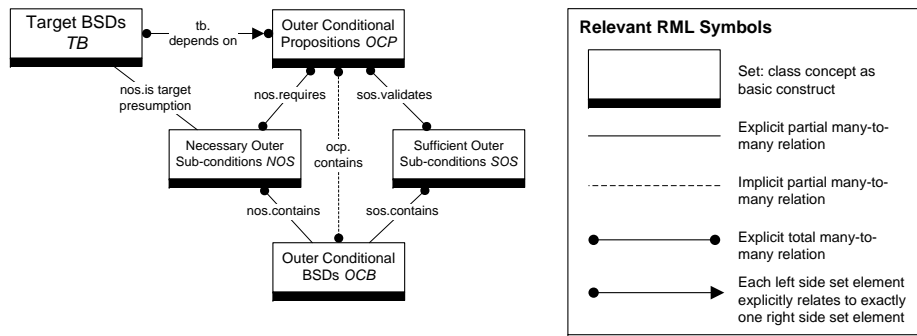 Target BSDs
TB
tb.
depends on
Outer Conditional
Propositions OCP
nos.is target
presumption
nos.requires
sos.validates
ocp.
contains
Necessary Outer
Sub-conditions NOS
Sufficient Outer
Sub-conditions SOS
nos.contains
sos.contains
Outer Conditional
BSDs OCB
Relevant RML Symbols
Set: class concept as
basic construct
Explicit partial many-to-
many relation
Implicit partial many-to-
many relation
Explicit total many-to-
many relation
Each left side set element
explicitly relates to exactly
one right side set element